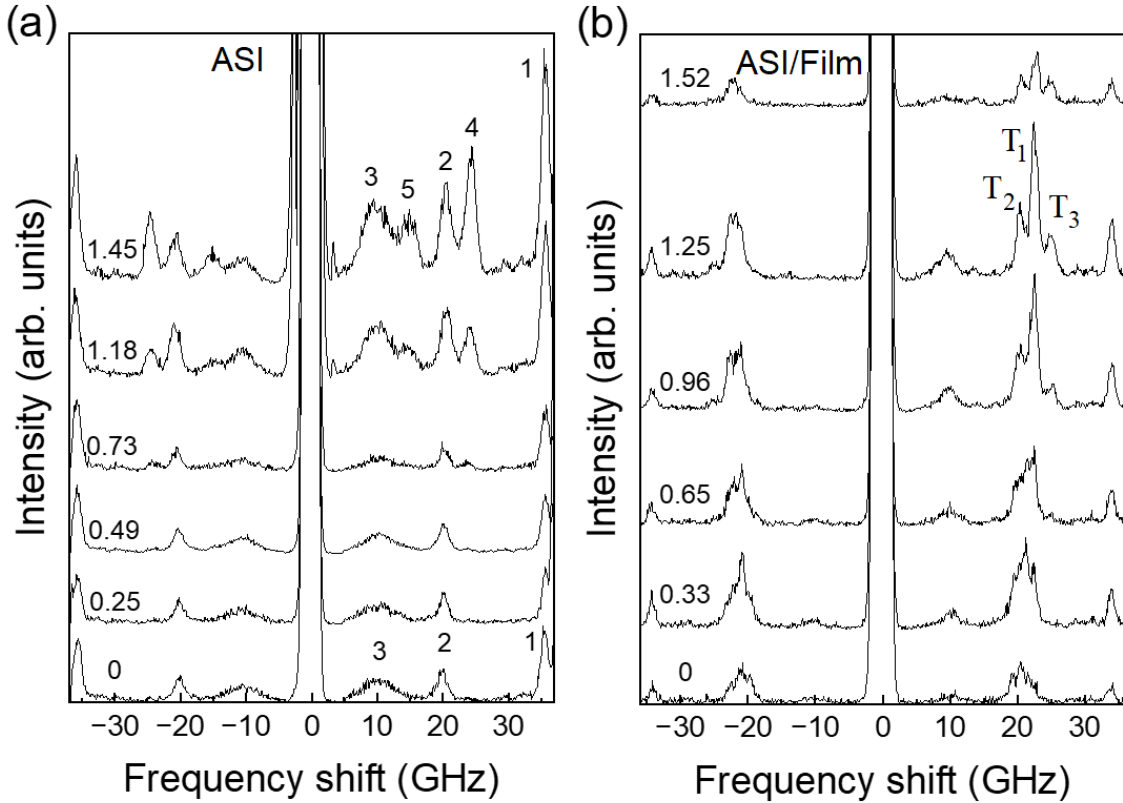 (a)
ASI
1
4
2
3
5
1.45
1.18
0.73
0.49
0.25
0
3
2
1
−30 −20 −10 0 10 20 30
Frequency shift (GHz)
Intensity (arb. units)
(b)
ASI/Film
1.52
T1
T2
T3
1.25
0.96
0.65
0.33
0
−30 −20 −10 0 10 20 30
Frequency shift (GHz)
Intensity (arb. units)